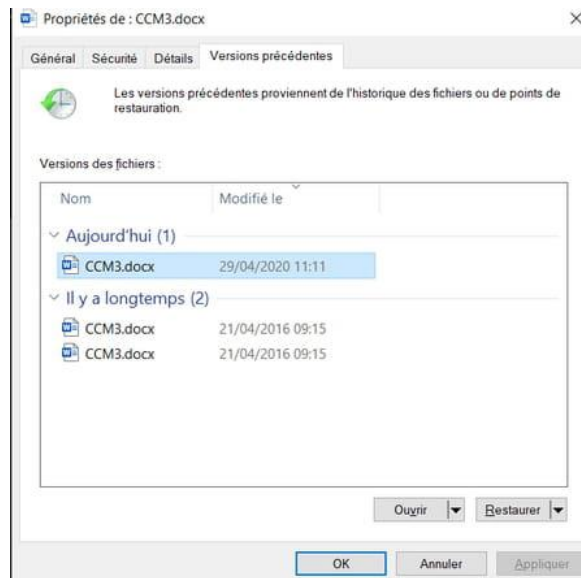 Propriétés de : CCM3.docx
Général Sécurité Détails Versions précédentes
Les versions précédentes proviennent de l'historique des fichiers ou de points de
restauration.
Versions des fichiers :
Nom Modifié le
Aujourd'hui (1)
CCM3.docx 29/04/2020 11:11
Il y a longtemps (2)
CCM3.docx 21/04/2016 09:15
CCM3.docx 21/04/2016 09:15
Ouvrir Restaurer
OK Annuler Appliquer